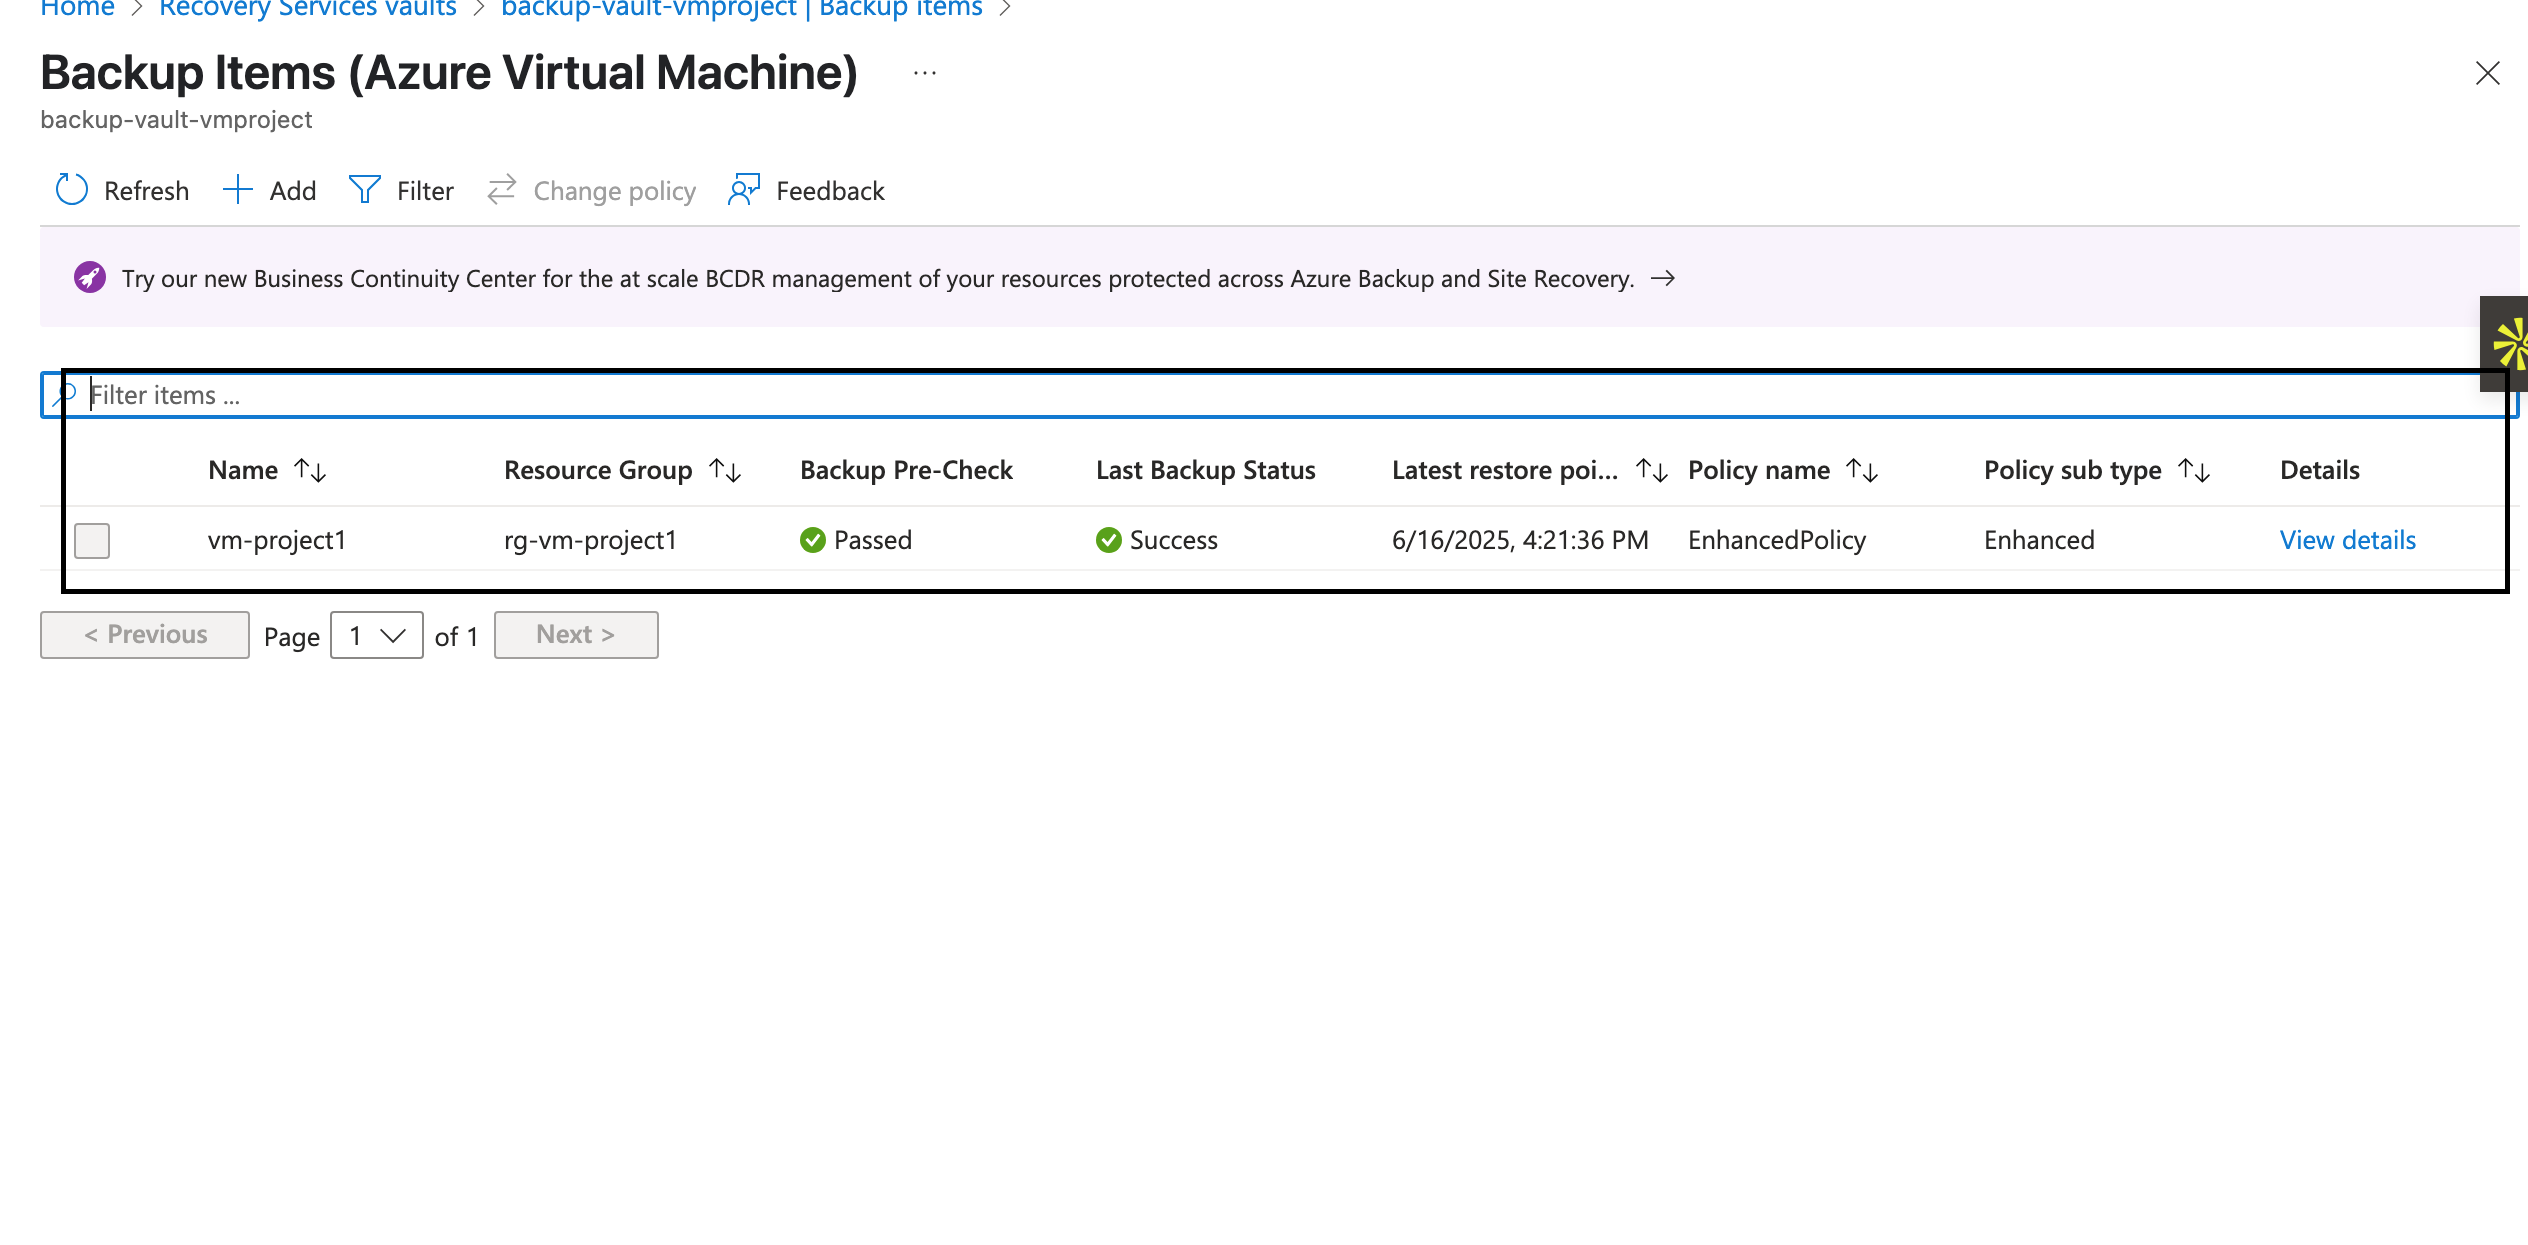 Home > Recovery Services vaults > backup-vault-vmproject | Backup items >
Backup Items (Azure Virtual Machine) ...
backup-vault-vmproject
Refresh Add Filter Change policy Feedback
Try our new Business Continuity Center for the at scale BCDR management of your resources protected across Azure Backup and Site Recovery. →
Filter items ...
Name ↑↓ Resource Group ↑↓ Backup Pre-Check Last Backup Status Latest restore poi... ↑↓ Policy name ↑↓ Policy sub type ↑↓ Details
vm-project1 rg-vm-project1 Passed Success 6/16/2025, 4:21:36 PM EnhancedPolicy Enhanced View details
< Previous Page 1 of 1 Next >